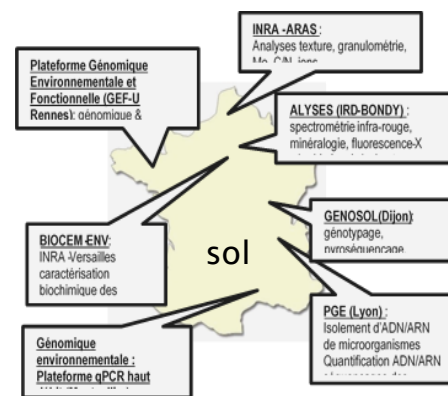 INRA -ARAS :
Analyses texture, granulométrie,
Plateforme Génomique
Environnementale et
Fonctionnelle (GEF-U
Rennes): génomique &
ALYSES (IRD-BONDY) :
spectrométrie infra-rouge,
minéralogie, fluorescence-X
GENOSOL(Dijon):
génotypage,
pyroséquençage
BIOCEM-ENV:
INRA -Versailles
caractérisation
biochimique des
sol
PGE (Lyon) :
Isolement d'ADN/ARN
de microorganismes
Quantification ADN/ARN
Génomique
environnementale :
Plateforme qPCR haut